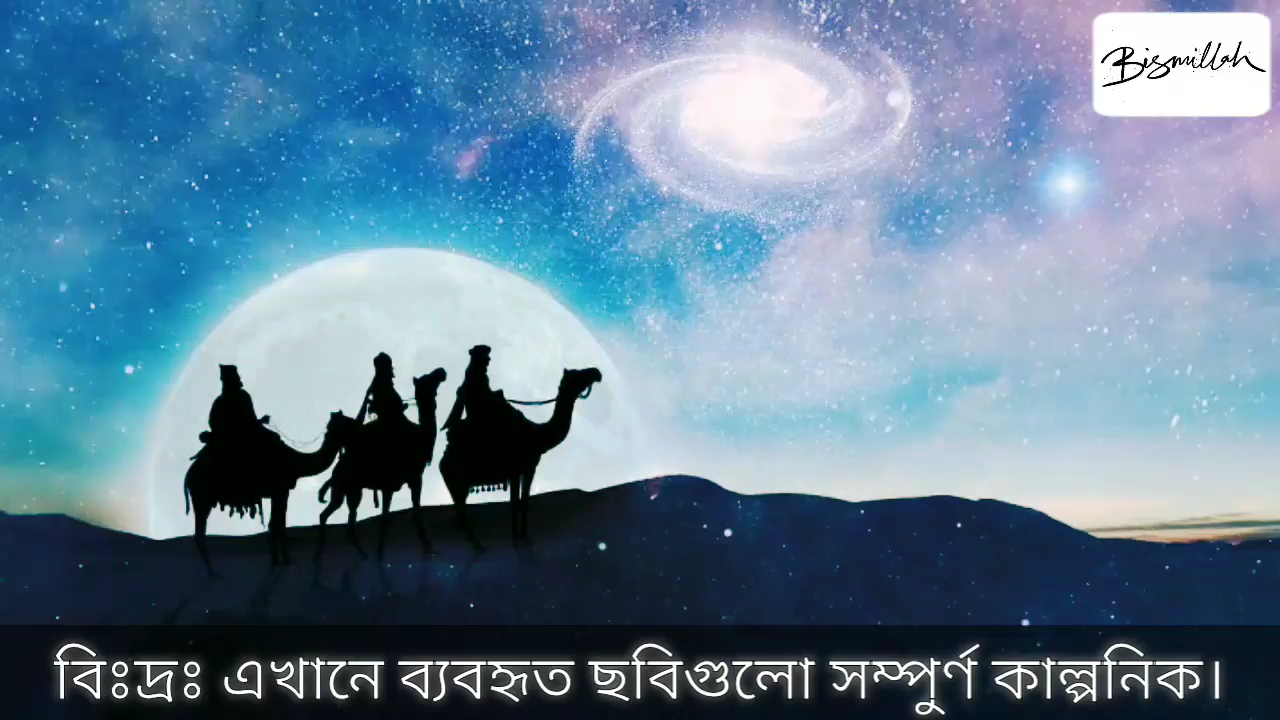 Bismillah
বিঃদ্রঃ এখানে ব্যবহৃত ছবিগুলো সম্পুর্ণ কাল্পনিক।